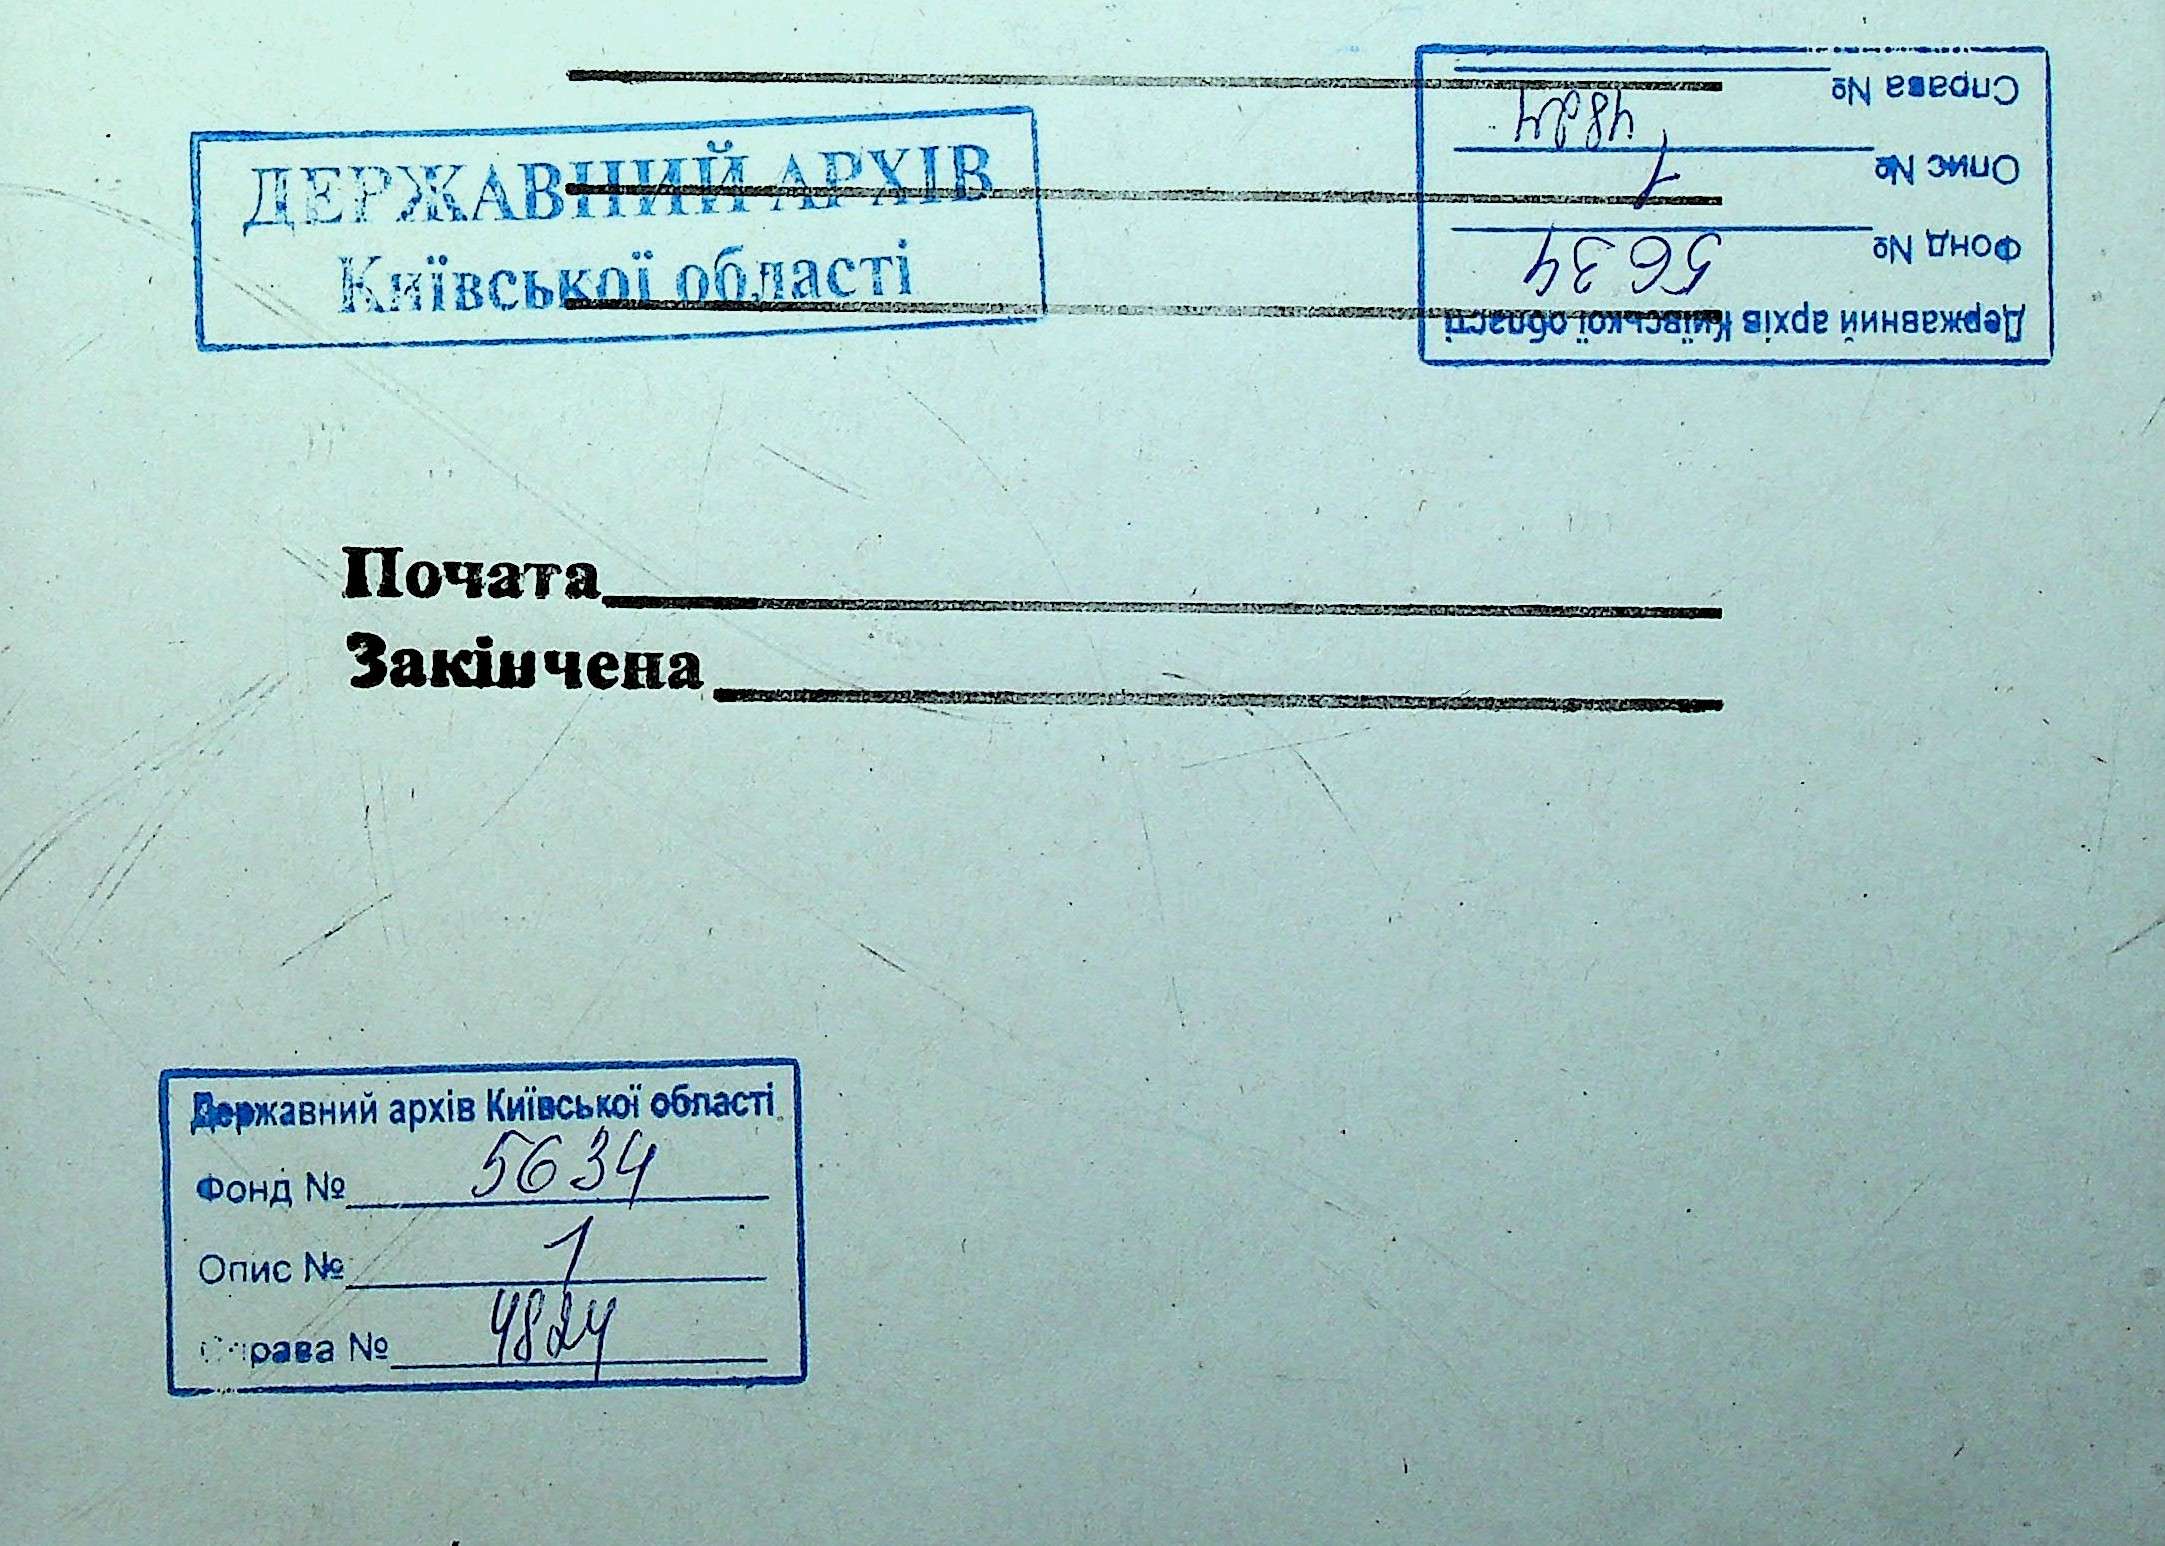 ДЕРЖАВНИЙ АРХІВ
Київської області
Державний архів Київської області
Фонд № 5634
Опис № 1
Справа № 4824
Почата
Закінчена
Державний архів Київської області
Фонд № 5634
Опис № 1
Справа № 4824